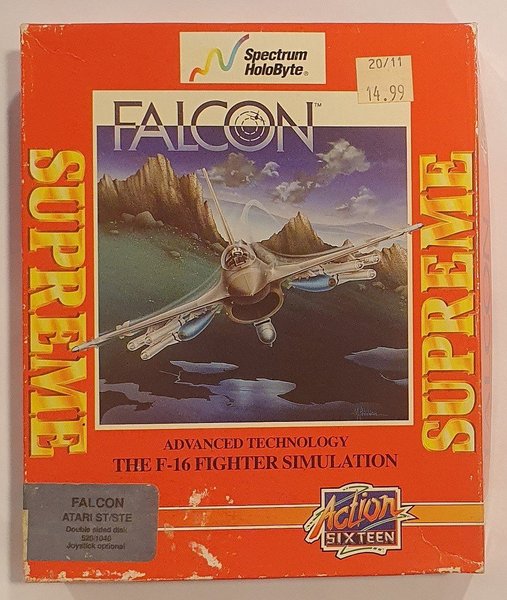 Spectrum
HoloByte®
20/11
14.99
FALCON™
SUPREME
SUPREME
ADVANCED TECHNOLOGY
THE F-16 FIGHTER SIMULATION
FALCON
ATARI ST/STE
Double sided disk
520-1040
Joystick optional
Action
SIXTEEN